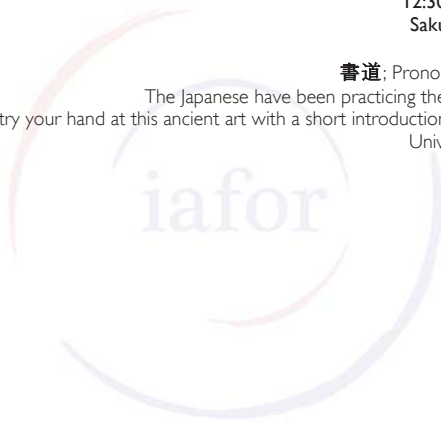 12:30
Saku
書道; Prono
The Japanese have been practicing the
try your hand at this ancient art with a short introduction
Univ
iafor